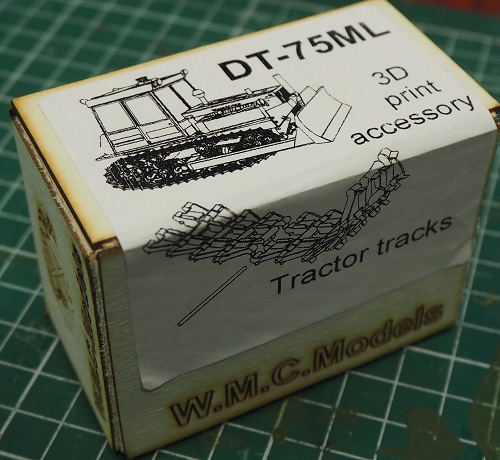 DT-75ML
3D
print
accessory
Tractor tracks
W.M.C.Models